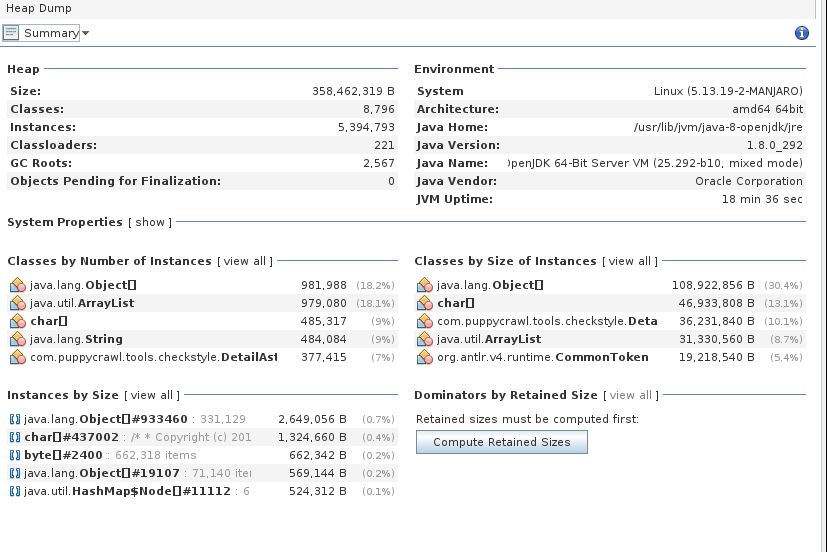 Heap Dump
Summary
Heap
Size: 358,462,319 B
Classes: 8,796
Instances: 5,394,793
Classloaders: 221
GC Roots: 2,567
Objects Pending for Finalization: 0
Environment
System Linux (5.13.19-2-MANJARO)
Architecture: amd64 64bit
Java Home: /usr/lib/jvm/java-8-openjdk/jre
Java Version: 1.8.0_292
Java Name: OpenJDK 64-Bit Server VM (25.292-b10, mixed mode)
Java Vendor: Oracle Corporation
JVM Uptime: 18 min 36 sec
System Properties [ show ]
Classes by Number of Instances [ view all ]
java.lang.Object[] 981,988 (18.2%)
java.util.ArrayList 979,080 (18.1%)
char[] 485,317 (9%)
java.lang.String 484,084 (9%)
com.puppycrawl.tools.checkstyle.DetailAst 377,415 (7%)
Classes by Size of Instances [ view all ]
java.lang.Object[] 108,922,856 B (30.4%)
char[] 46,933,808 B (13.1%)
com.puppycrawl.tools.checkstyle.Deta 36,231,840 B (10.1%)
java.util.ArrayList 31,330,560 B (8.7%)
org.antlr.v4.runtime.CommonToken 19,218,540 B (5.4%)
Instances by Size [ view all ]
java.lang.Object[]#933460 : 331,129 2,649,056 B (0.7%)
char[]#437002 : /* * Copyright (c) 201 1,324,660 B (0.4%)
byte[]#2400 : 662,318 items 662,342 B (0.2%)
java.lang.Object[]#19107 : 71,140 iter 569,144 B (0.2%)
java.util.HashMap$Node[]#11112 : 6 524,312 B (0.1%)
Dominators by Retained Size [ view all ]
Retained sizes must be computed first:
Compute Retained Sizes